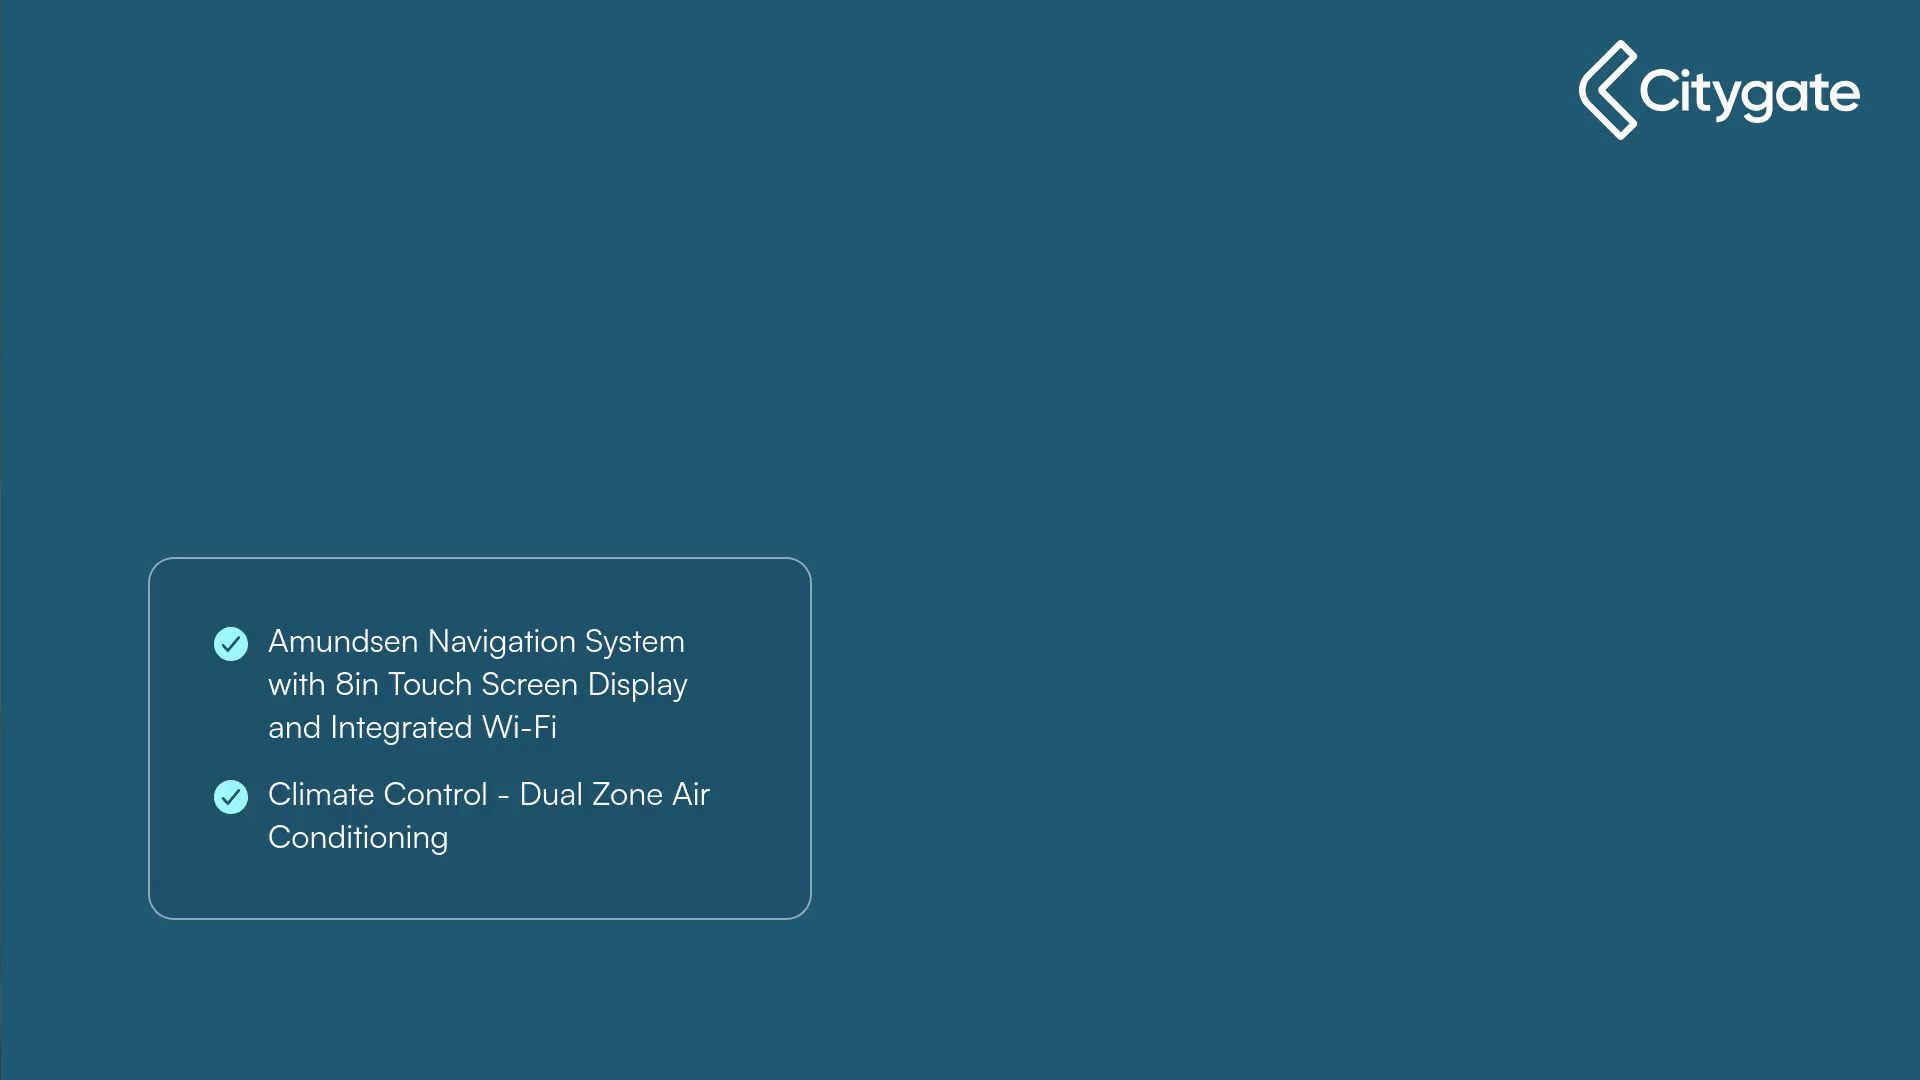 Citygate
Amundsen Navigation System
with 8in Touch Screen Display
and Integrated Wi-Fi
Climate Control - Dual Zone Air
Conditioning